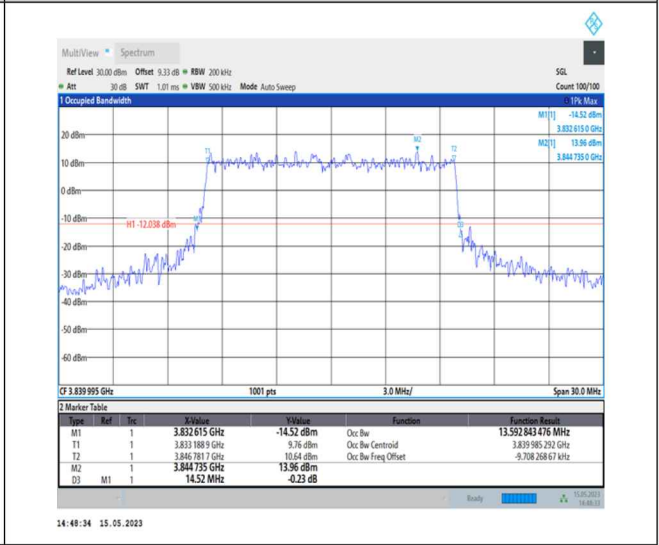 MultiView Spectrum
Ref Level 30.00 dBm Offset 9.33 dB RBW 200 kHz SGL
Att 30 dB SWT 1.01 ms VBW 500 kHz Mode Auto Sweep Count 100/100
1 Occupied Bandwidth 1Pk Max
M1[1] -14.52 dBm
3.832 615 0 GHz
M2[1] 13.96 dBm
3.844 735 0 GHz
20 dBm
M2
T1
T2
10 dBm
0 dBm
-10 dBm
M1
H1 -12.038 dBm
-20 dBm
-30 dBm
-40 dBm
-50 dBm
-60 dBm
CF 3.839 995 GHz 1001 pts 3.0 MHz/ Span 30.0 MHz
2 Marker Table
Type Ref Trc X-Value Y-Value Function Function Result
M1 1 3.832 615 GHz -14.52 dBm Occ Bw 13.592 843 476 MHz
T1 1 3.833 188 9 GHz 9.76 dBm Occ Bw Centroid 3.839 985 292 GHz
T2 1 3.846 781 7 GHz 10.64 dBm Occ Bw Freq Offset -9.708 268 67 kHz
M2 1 3.844 735 GHz 13.96 dBm
D3 M1 1 14.52 MHz -0.23 dB
Ready 15.05.2023
14:48:33
14:48:34 15.05.2023